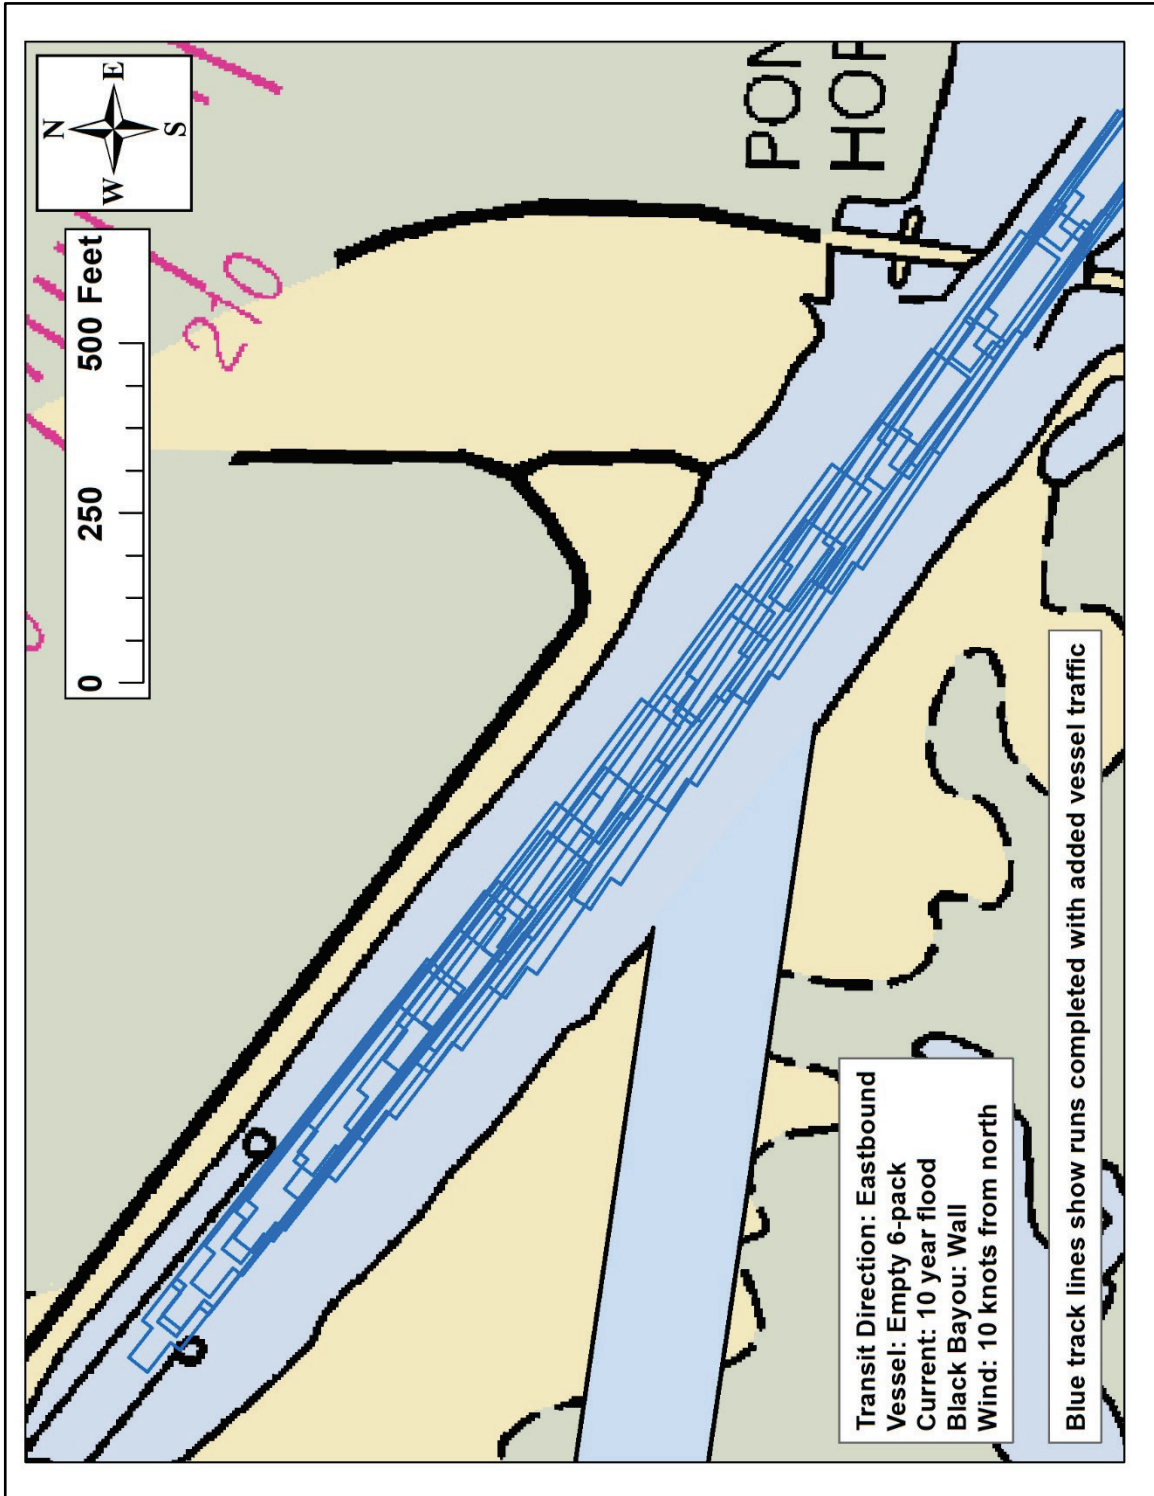 N
W
E
S
0
250
500 Feet
210
PON
HOF
Transit Direction: Eastbound
Vessel: Empty 6-pack
Current: 10 year flood
Black Bayou: Wall
Wind: 10 knots from north
Blue track lines show runs completed with added vessel traffic